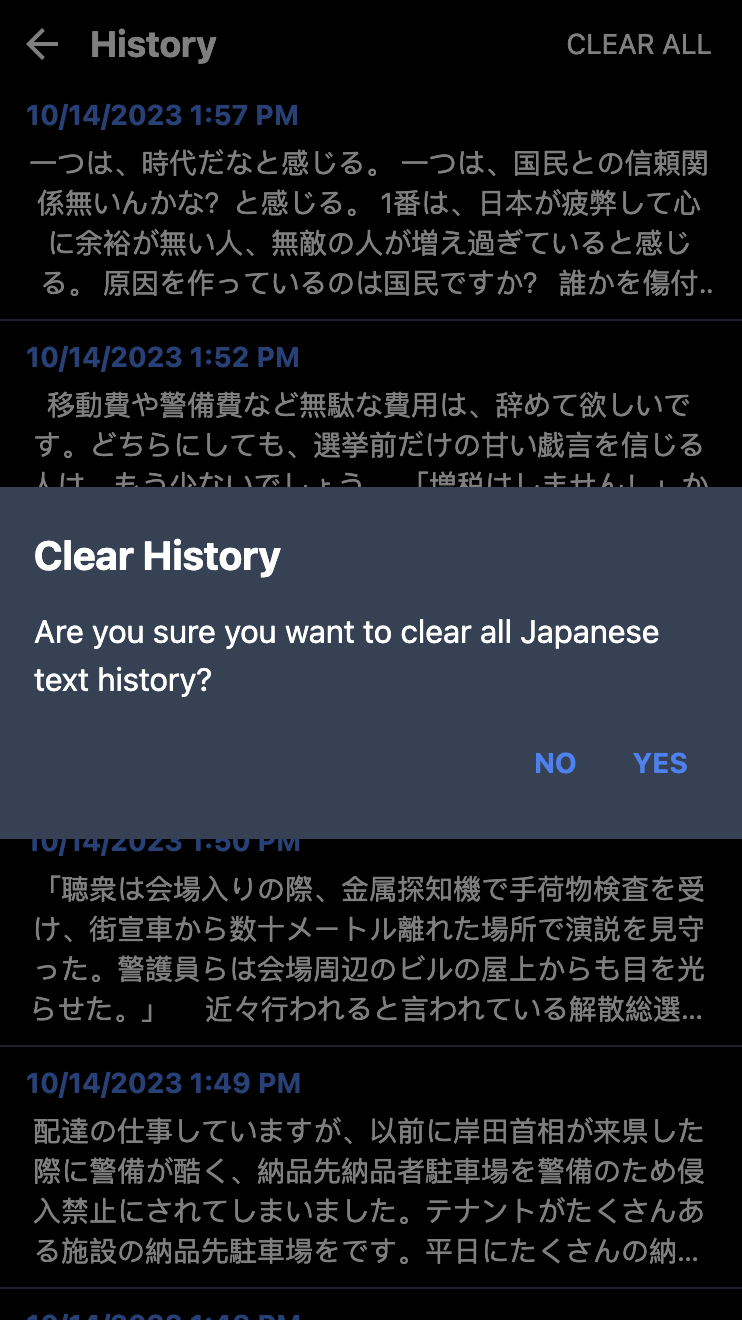 History
CLEAR ALL
10/14/2023 1:57 PM
一つは、時代だなと感じる。 一つは、国民との信頼関
係無いんかな? と感じる。 1番は、日本が疲弊して心
に余裕が無い人、無敵の人が増え過ぎていると感じ
る。 原因を作っているのは国民ですか? 誰かを傷付..
10/14/2023 1:52 PM
移動費や警備費など無駄な費用は、辞めて欲しいで
す。どちらにしても、選挙前だけの甘い戯言を信じる
人は、もう少ないでしょう。 「増税はしません!」か
Clear History
Are you sure you want to clear all Japanese
text history?
NO
YES
10/14/2023 1:50 PM
「聴衆は会場入りの際、金属探知機で手荷物検査を受
け、街宣車から数十メートル離れた場所で演説を見守
った。警護員らは会場周辺のビルの屋上からも目を光
らせた。」 近々行われると言われている解散総選...
10/14/2023 1:49 PM
配達の仕事していますが、以前に岸田首相が来県した
際に警備が酷く、納品先納品者駐車場を警備のため侵
入禁止にされてしまいました。テナントがたくさんあ
る施設の納品先駐車場をです。平日にたくさんの納...